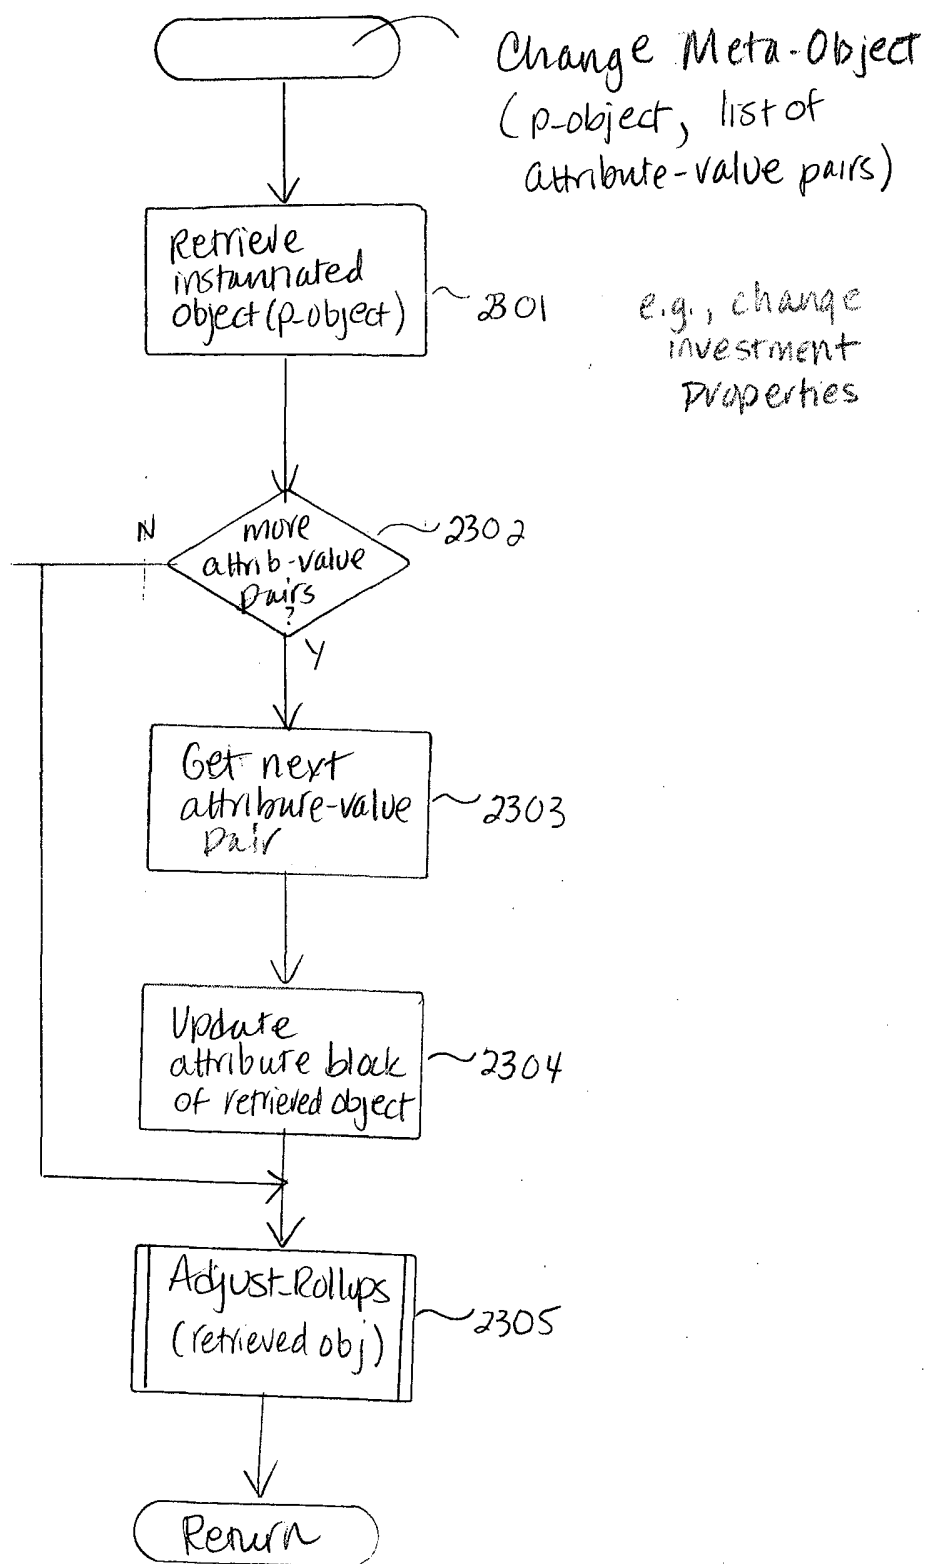 Change Meta-Object
(p-object, list of
attribute-value pairs)
Retrieve
instantiated
object (p-object)
2301
e.g., change
investment
properties
N
more
attrib-value
pairs
?
2302
Y
Get next
attribute-value
pair
2303
Update
attribute block
of retrieved object
2304
Adjust-Rollups
(retrieved obj)
2305
Return